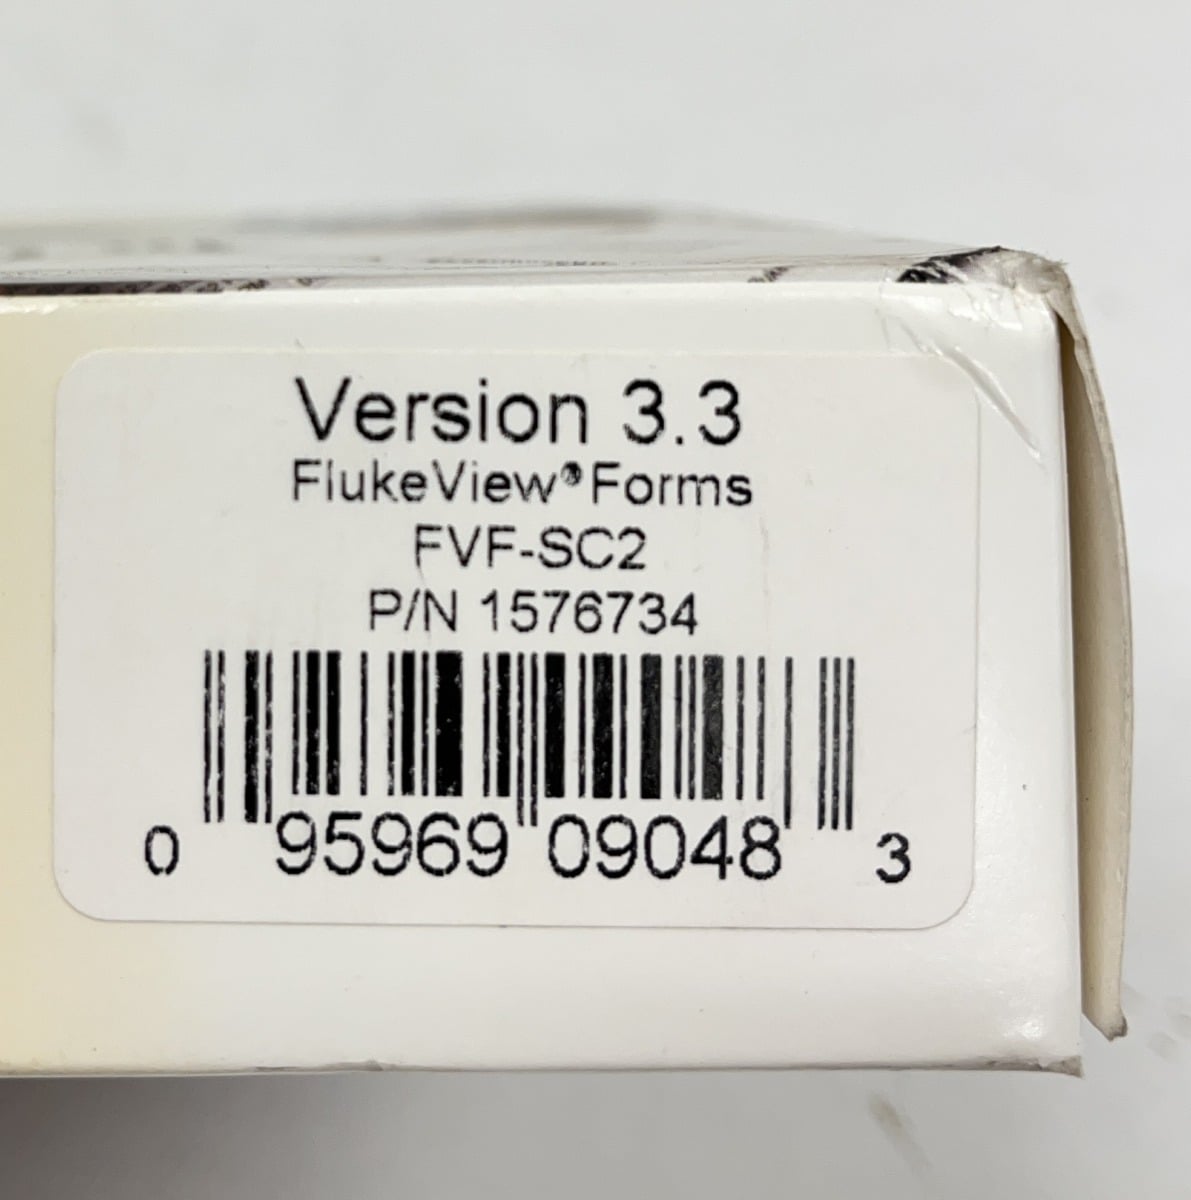 Version 3.3
FlukeView® Forms
FVF-SC2
P/N 1576734
0 95969 09048 3